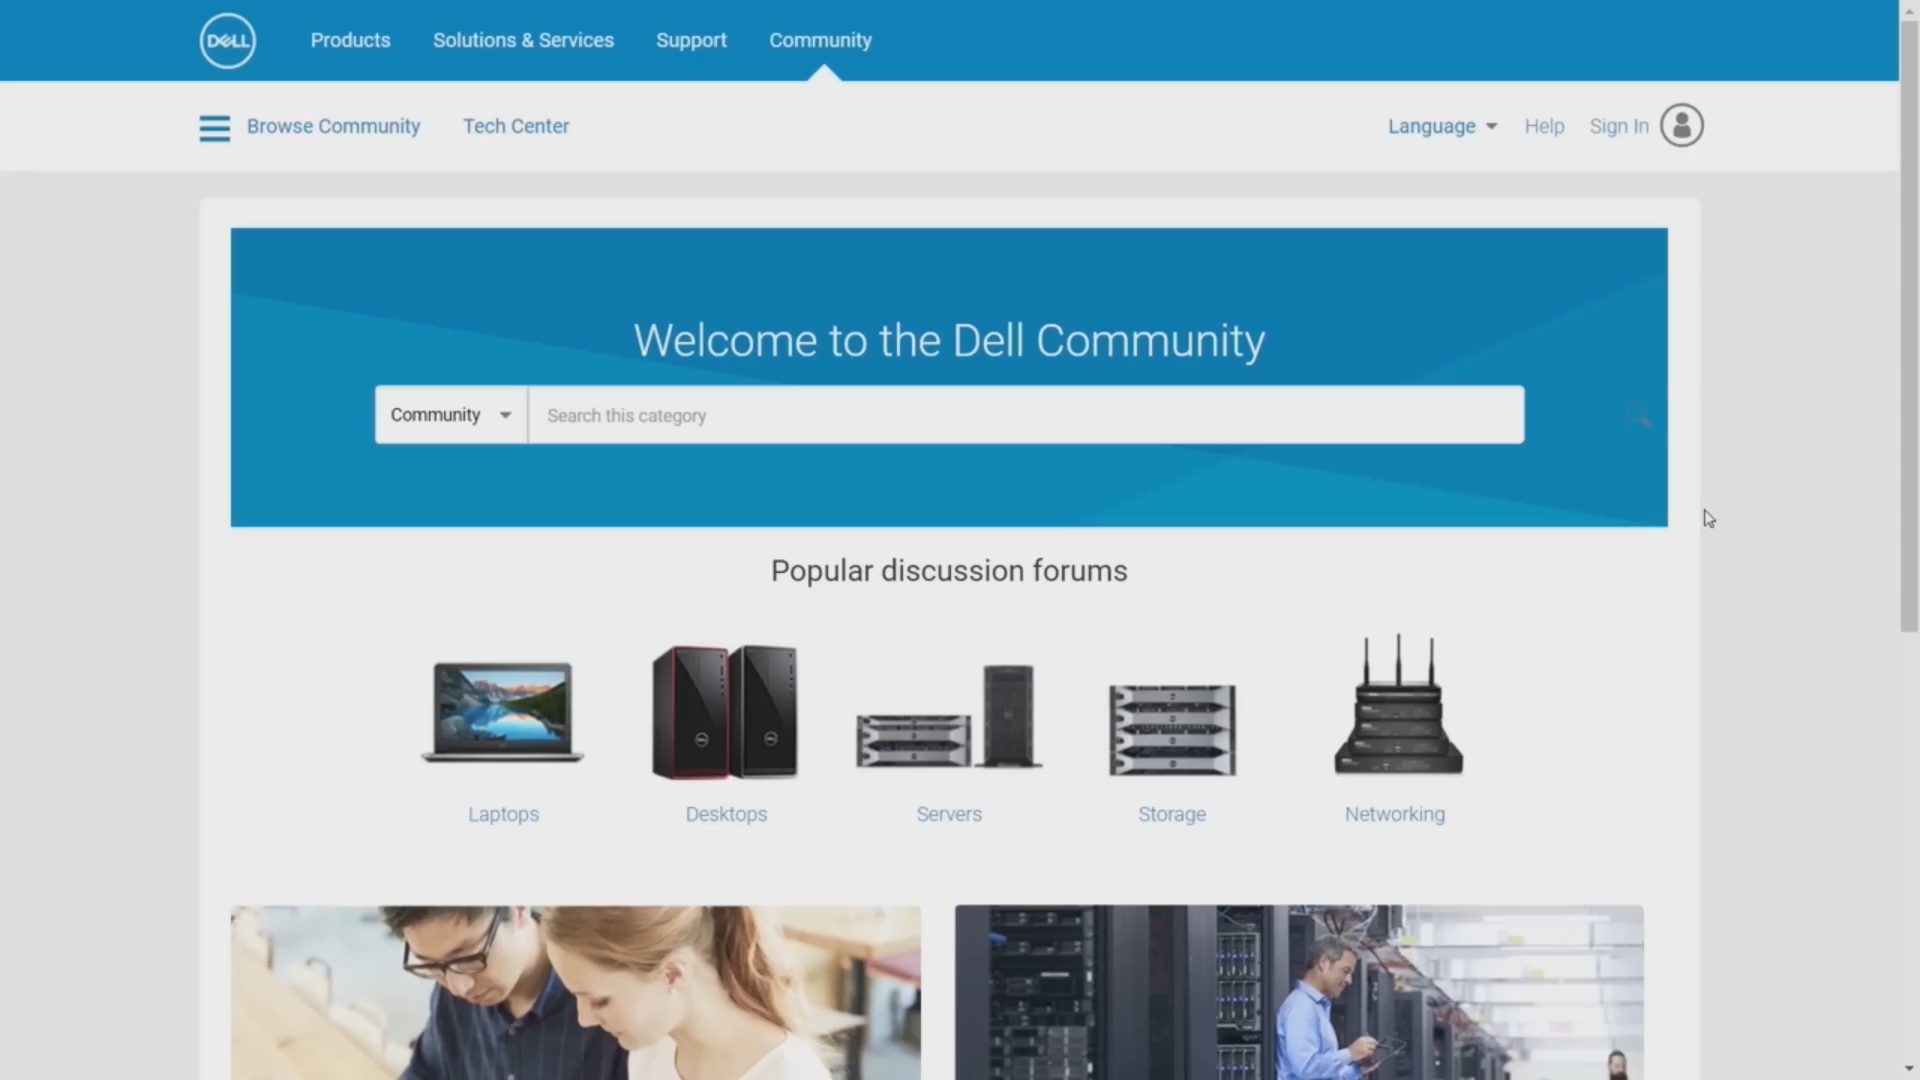 DELL
Products
Solutions & Services
Support
Community
Browse Community
Tech Center
Language
Help
Sign In
Welcome to the Dell Community
Community
Search this category
Popular discussion forums
Laptops
Desktops
Servers
Storage
Networking